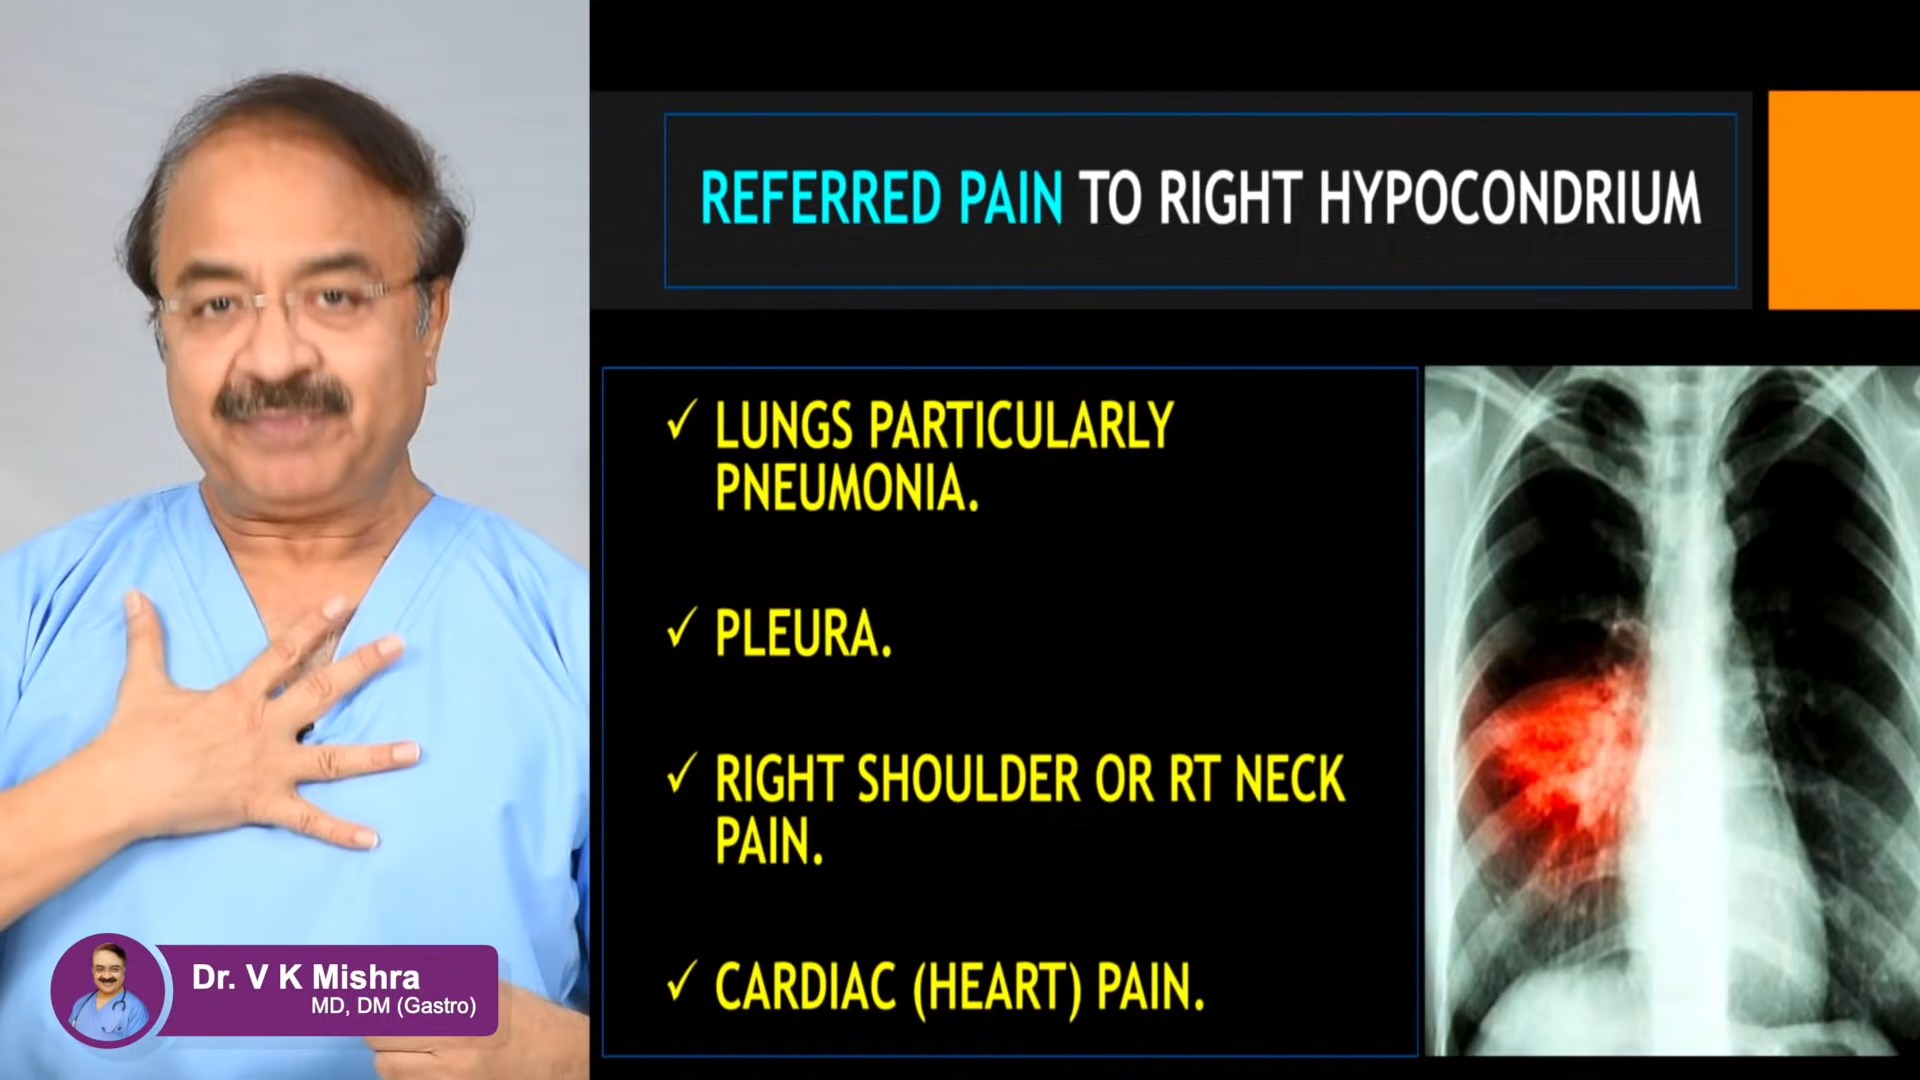 REFERRED PAIN TO RIGHT HYPOCONDRIUM
✓ LUNGS PARTICULARLY
PNEUMONIA.
✓ PLEURA.
✓ RIGHT SHOULDER OR RT NECK
PAIN.
✓ CARDIAC (HEART) PAIN.
Dr. V K Mishra
MD, DM (Gastro)